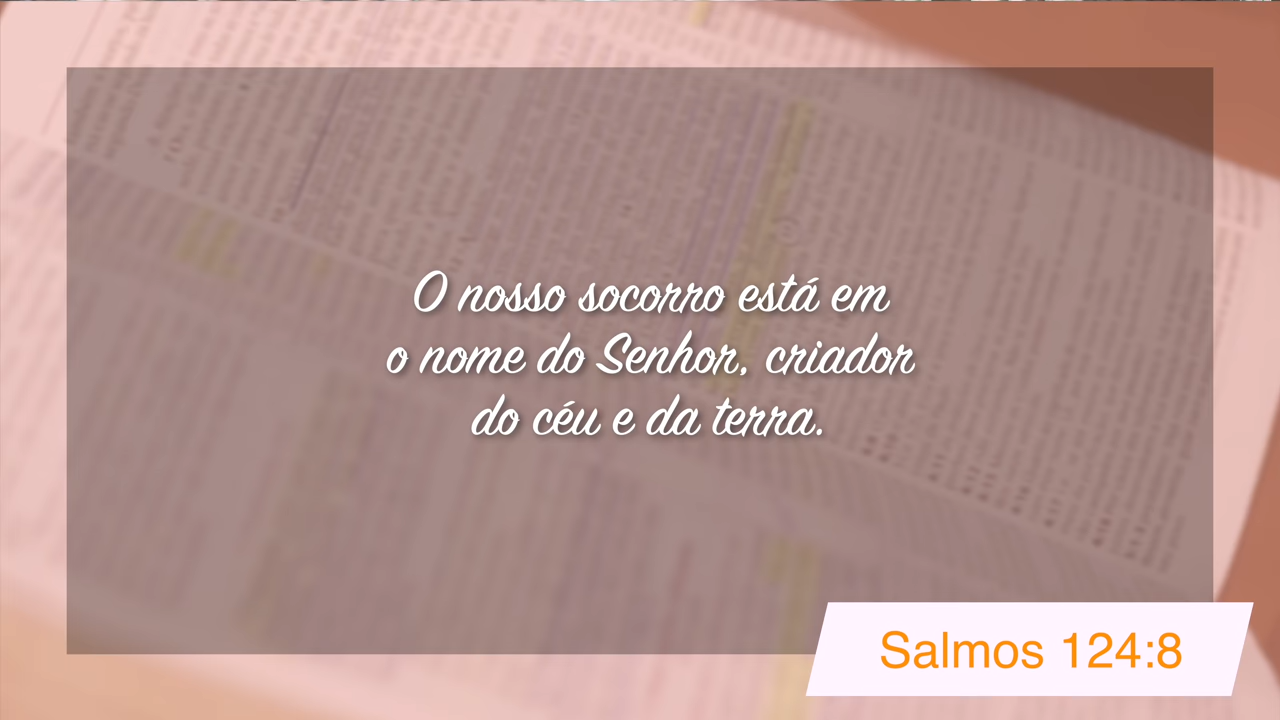 O nosso socorro está em
o nome do Senhor, criador
do céu e da terra.
Salmos 124:8